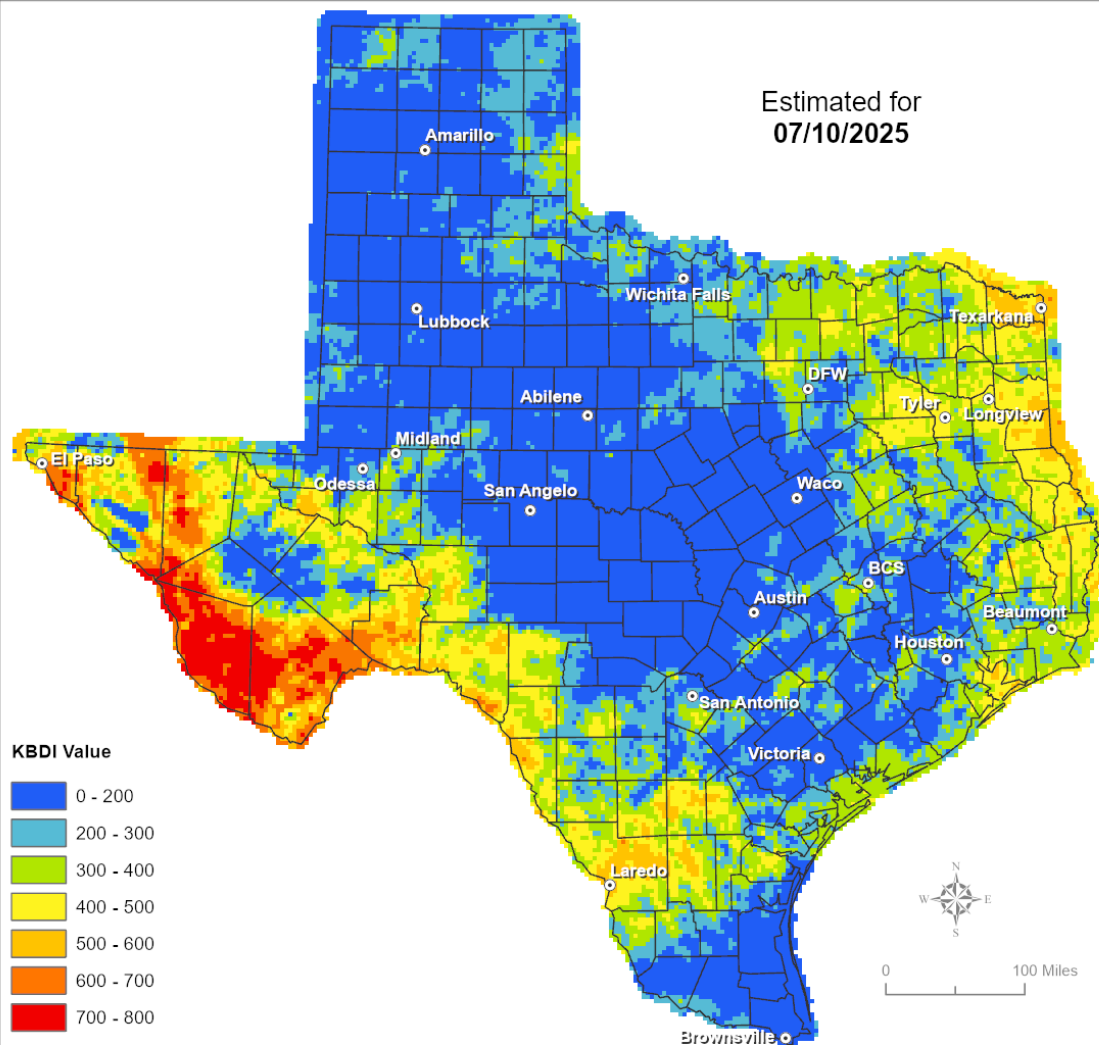 Estimated for
07/10/2025
Amarillo
Wichita Falls
Lubbock
Texarkana
DFW
Abilene
Tyler
Longview
Midland
El Paso
Odessa
San Angelo
Waco
BCS
Austin
Beaumont
Houston
San Antonio
Victoria
Laredo
Brownsville
KBDI Value
0 - 200
200 - 300
300 - 400
400 - 500
500 - 600
600 - 700
700 - 800
N
W
E
S
0
100 Miles